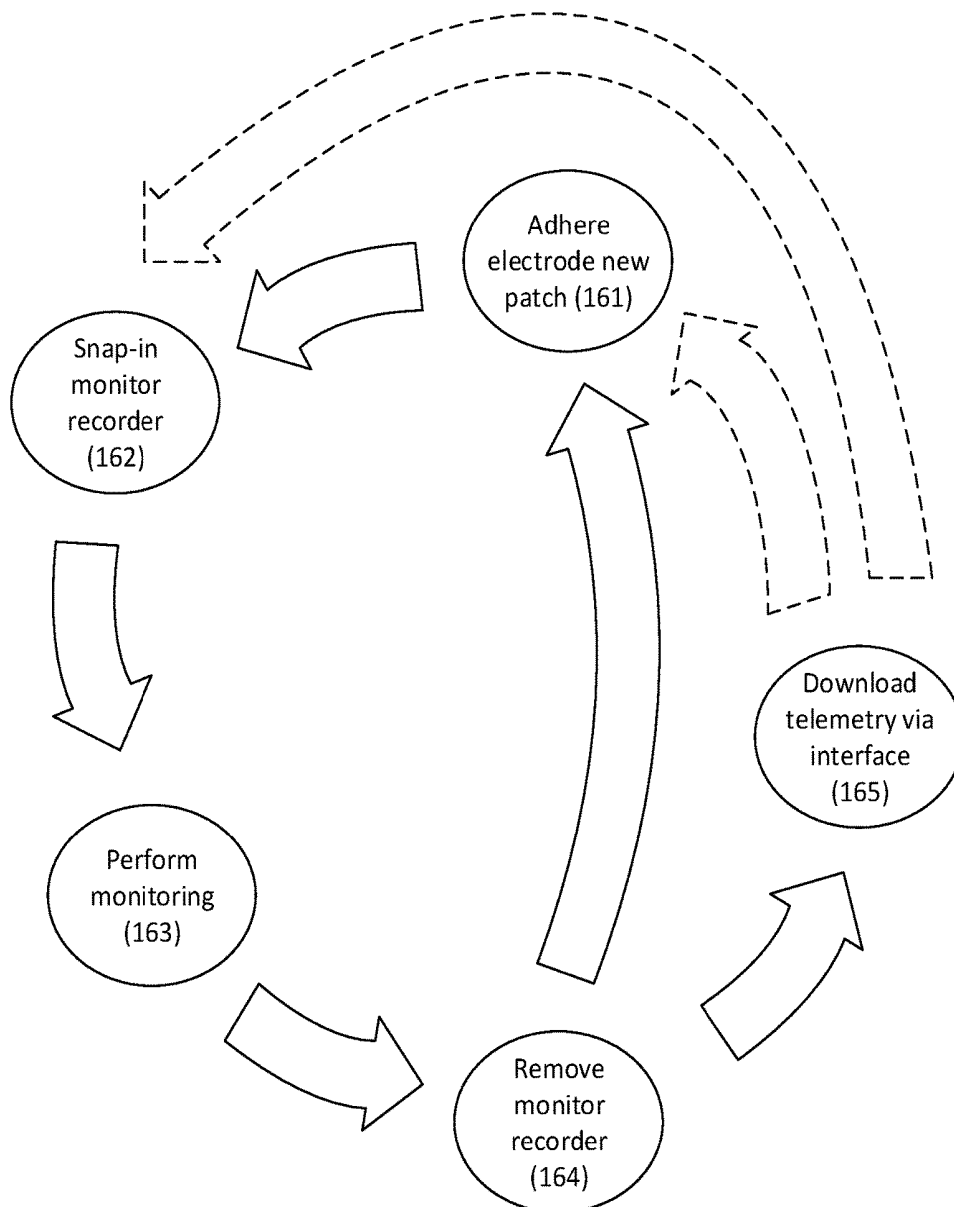 Adhere
electrode new
patch (161)
Snap-in
monitor
recorder
(162)
Perform
monitoring
(163)
Remove
monitor
recorder
(164)
Download
telemetry via
interface
(165)